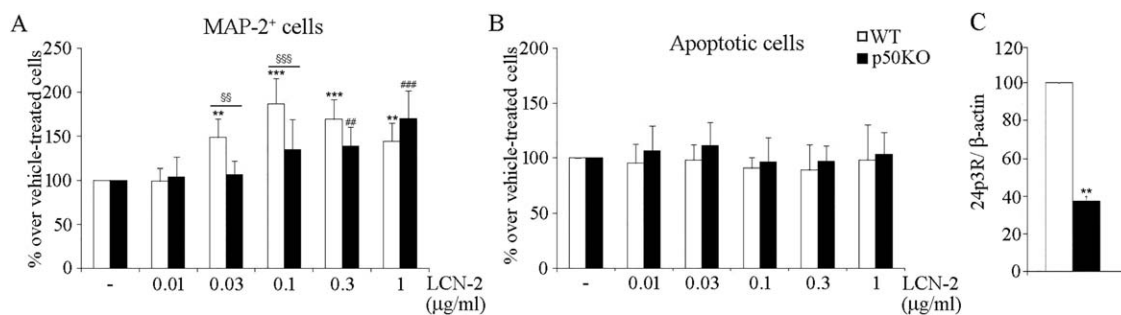 A
MAP-2+ cells
% over vehicle-treated cells
250
200
150
100
50
0
**
§§
***
§§§
***
##
**
###
- 0.01 0.03 0.1 0.3 1 LCN-2
(μg/ml)
B
Apoptotic cells
WT
p50KO
% over vehicle-treated cells
200
150
100
50
0
- 0.01 0.03 0.1 0.3 1 LCN-2
(μg/ml)
C
24p3R/ β-actin
120
100
80
60
40
20
0
**